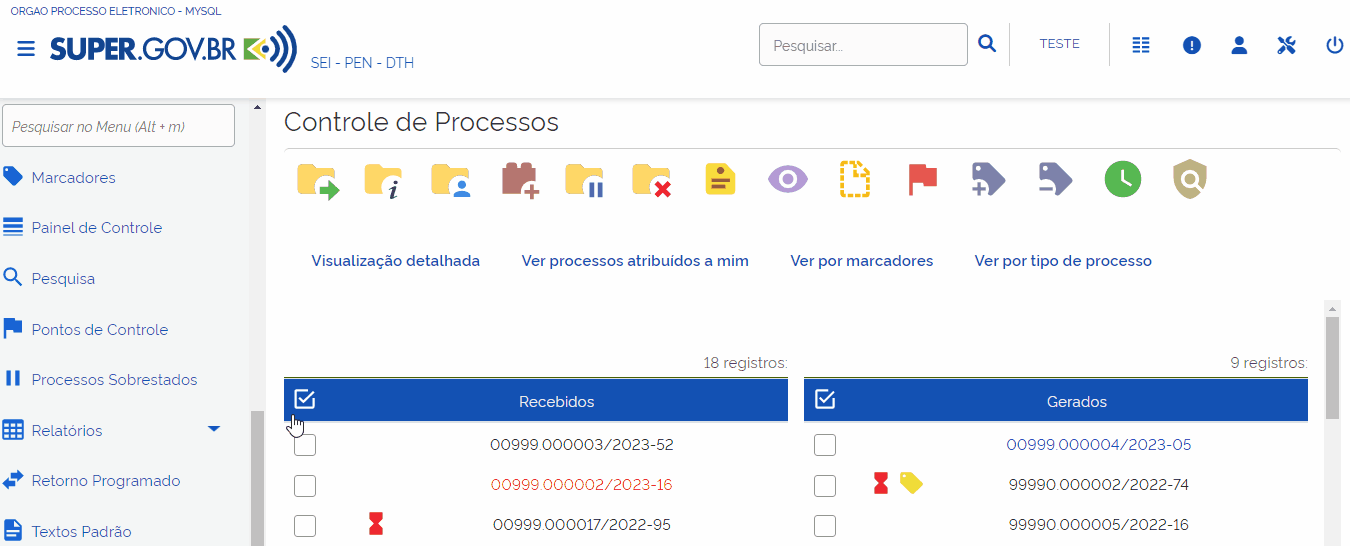 ORGAO PROCESSO ELETRONICO - MYSQL
SUPER.GOV.BR
SEI - PEN - DTH
Pesquisar...
TESTE
Pesquisar no Menu (Alt + m)
Marcadores
Painel de Controle
Pesquisa
Pontos de Controle
Processos Sobrestados
Relatórios
Retorno Programado
Textos Padrão
Controle de Processos
Visualização detalhada
Ver processos atribuídos a mim
Ver por marcadores
Ver por tipo de processo
18 registros:
Recebidos
00999.000003/2023-52
00999.000002/2023-16
00999.000017/2022-95
9 registros:
Gerados
00999.000004/2023-05
99990.000002/2022-74
99990.000005/2022-16